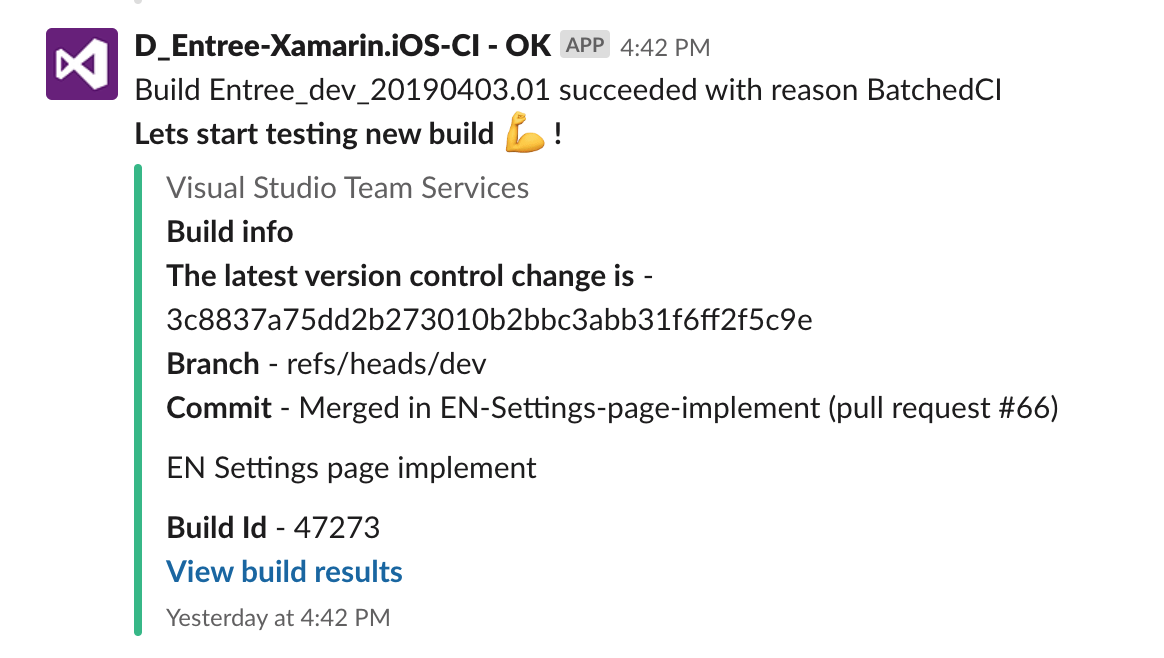 D_Entree-Xamarin.iOS-CI - OK APP 4:42 PM
Build Entree_dev_20190403.01 succeeded with reason BatchedCI
Lets start testing new build 💪 !
Visual Studio Team Services
Build info
The latest version control change is -
3c8837a75dd2b273010b2bbc3abb31f6ff2f5c9e
Branch - refs/heads/dev
Commit - Merged in EN-Settings-page-implement (pull request #66)
EN Settings page implement
Build Id - 47273
View build results
Yesterday at 4:42 PM